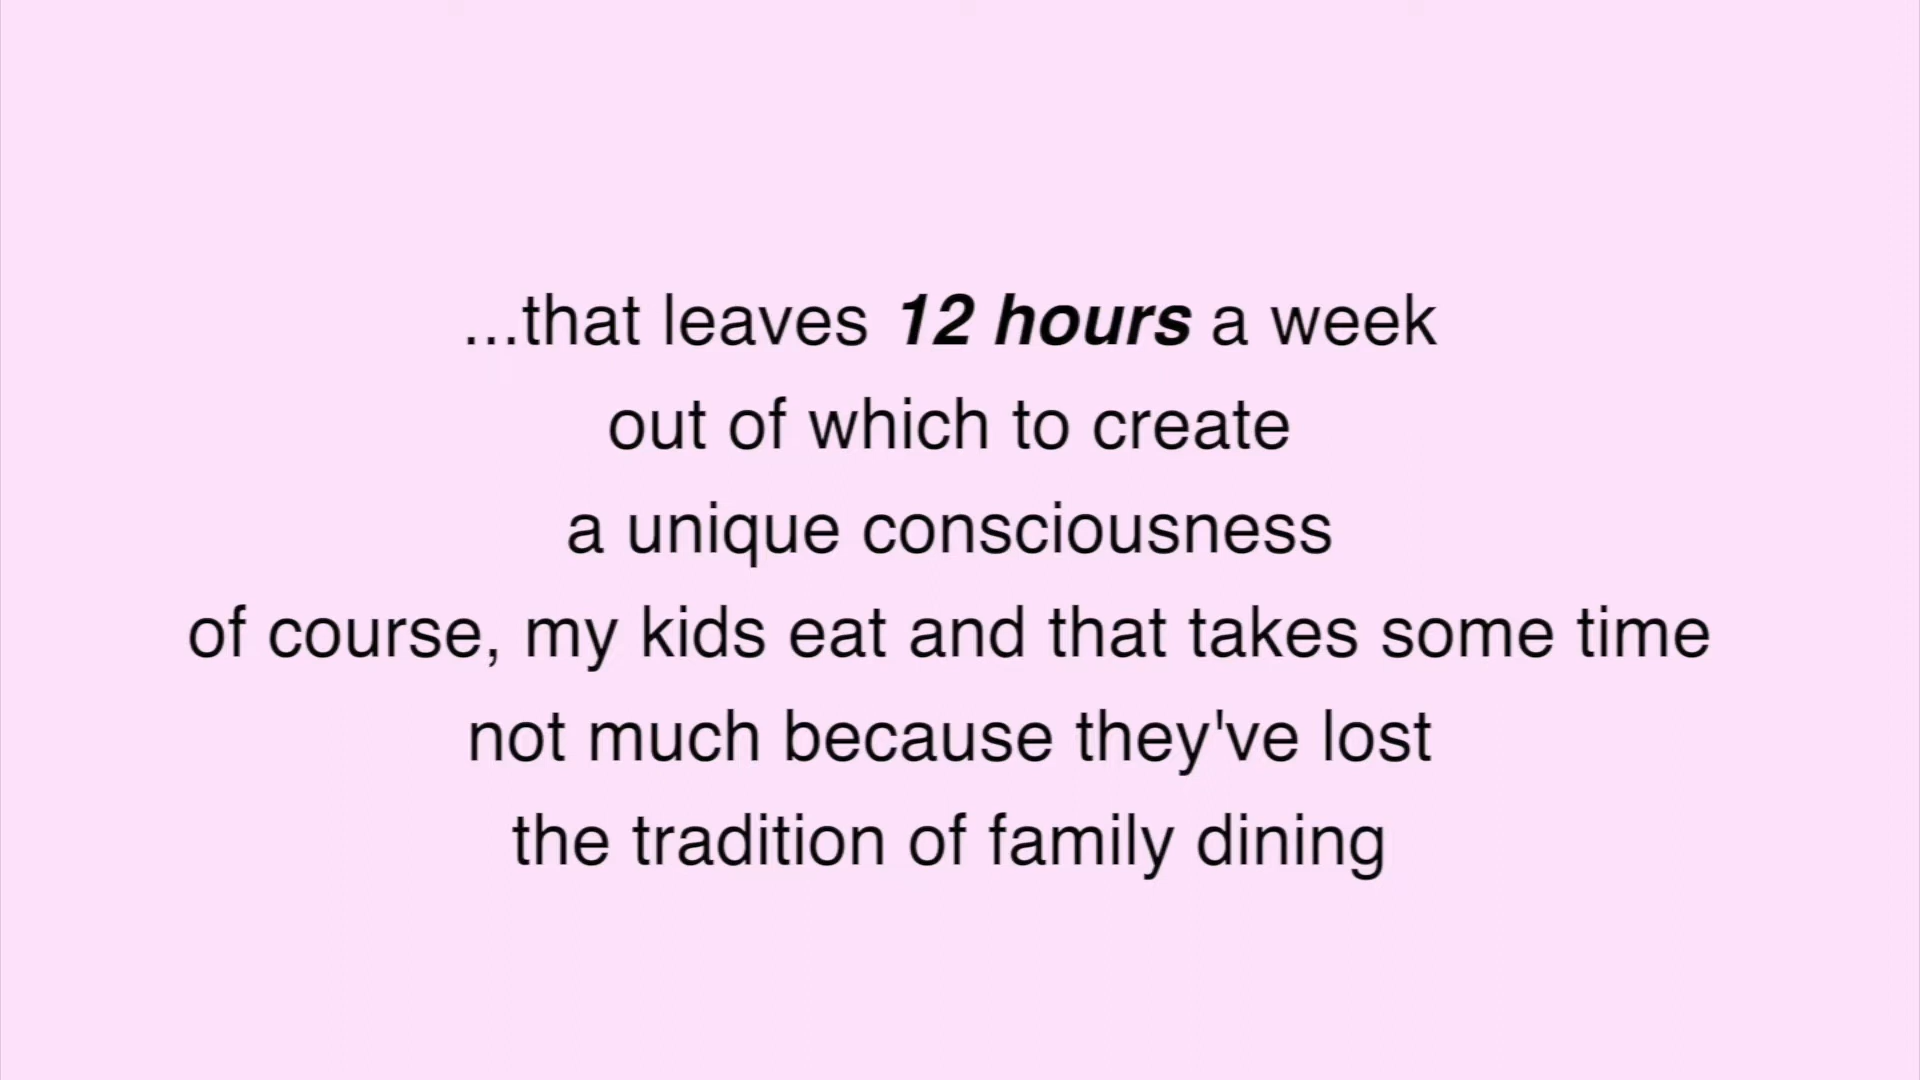 ...that leaves 12 hours a week
out of which to create
a unique consciousness
of course, my kids eat and that takes some time
not much because they've lost
the tradition of family dining